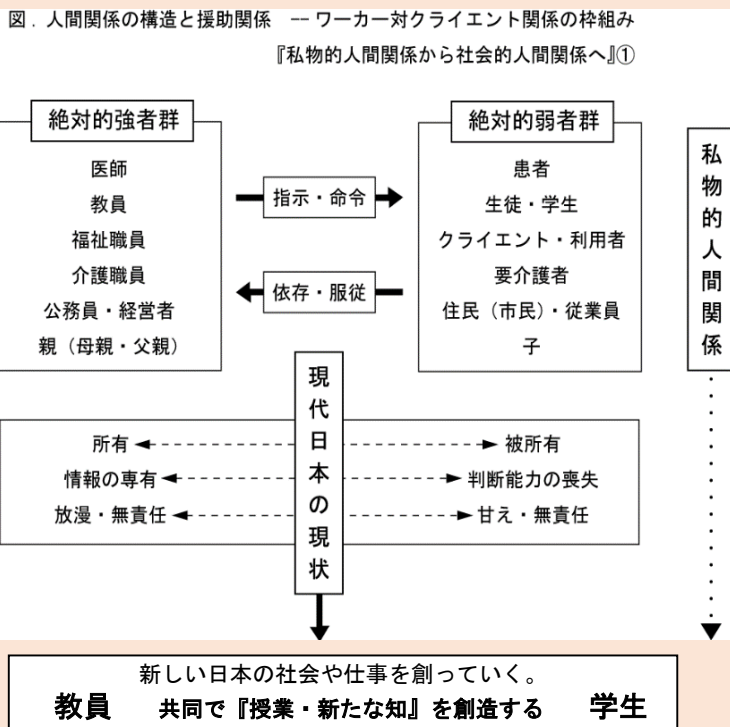 図．人間関係の構造と援助関係　－－ワーカー対クライエント関係の枠組み
『私物的人間関係から社会的人間関係へ』①
絶対的強者群
医師
教員
福祉職員
介護職員
公務員・経営者
親（母親・父親）
指示・命令
依存・服従
絶対的弱者群
患者
生徒・学生
クライエント・利用者
要介護者
住民（市民）・従業員
子
私物的人間関係
現代日本の現状
所有
被所有
情報の専有
判断能力の喪失
放漫・無責任
甘え・無責任
新しい日本の社会や仕事を創っていく。
教員　共同で『授業・新たな知』を創造する　学生